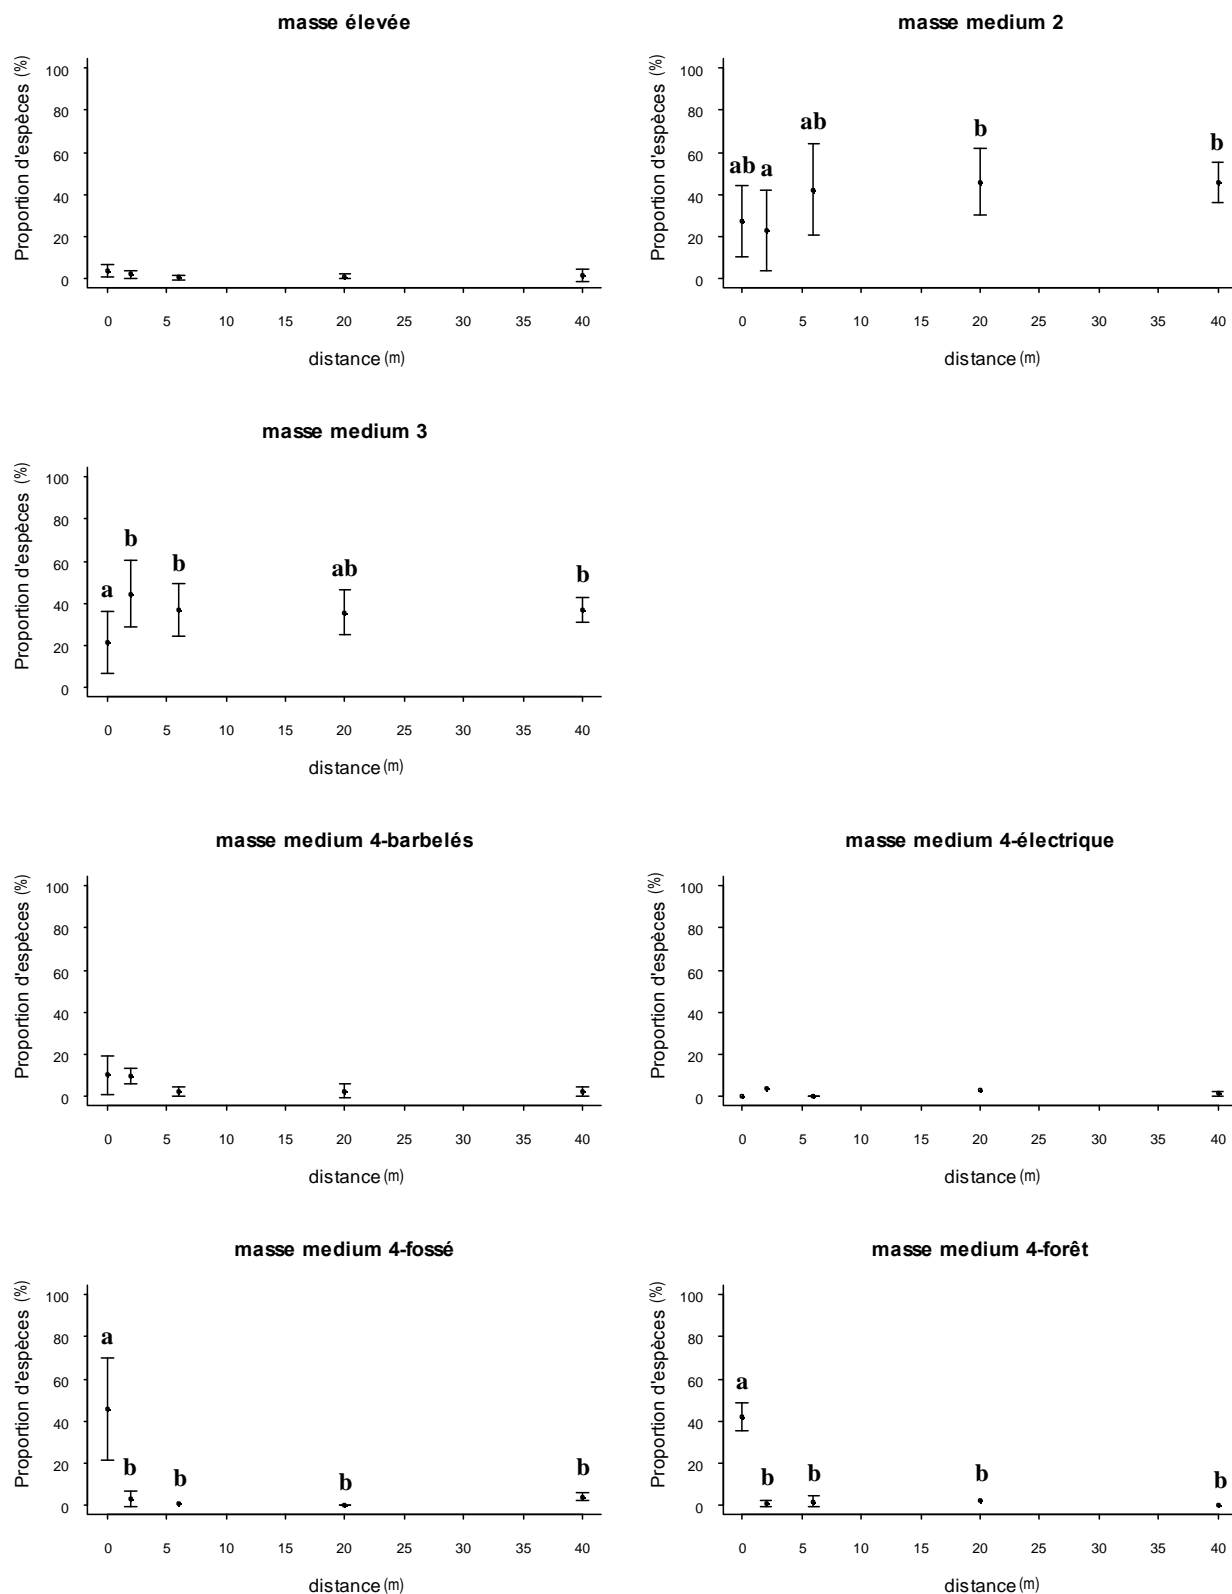 masse élevée
Proportion d'espèces (%)
100
80
60
40
20
0
0 5 10 15 20 25 30 35 40
distance (m)
masse medium 2
Proportion d'espèces (%)
100
80
60
40
20
0
ab a ab b b
0 5 10 15 20 25 30 35 40
distance (m)
masse medium 3
Proportion d'espèces (%)
100
80
60
40
20
0
a b b ab b
0 5 10 15 20 25 30 35 40
distance (m)
masse medium 4-barbelés
Proportion d'espèces (%)
100
80
60
40
20
0
0 5 10 15 20 25 30 35 40
distance (m)
masse medium 4-électrique
Proportion d'espèces (%)
100
80
60
40
20
0
0 5 10 15 20 25 30 35 40
distance (m)
masse medium 4-fossé
Proportion d'espèces (%)
100
80
60
40
20
0
a b b b b
0 5 10 15 20 25 30 35 40
distance (m)
masse medium 4-forêt
Proportion d'espèces (%)
100
80
60
40
20
0
a b b b b
0 5 10 15 20 25 30 35 40
distance (m)